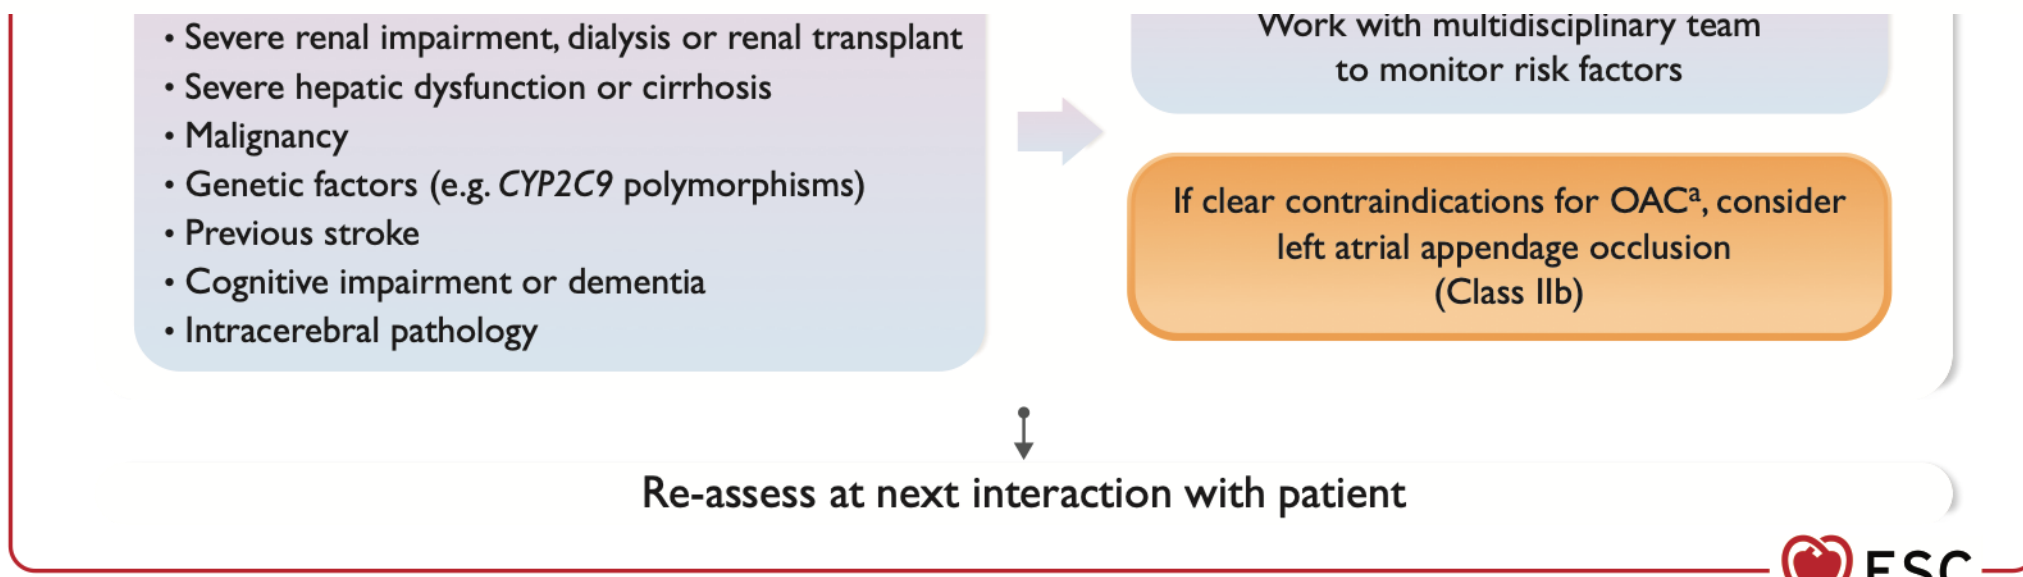 • Severe renal impairment, dialysis or renal transplant
• Severe hepatic dysfunction or cirrhosis
• Malignancy
• Genetic factors (e.g. CYP2C9 polymorphisms)
• Previous stroke
• Cognitive impairment or dementia
• Intracerebral pathology
Work with multidisciplinary team
to monitor risk factors
If clear contraindications for OACᵃ, consider
left atrial appendage occlusion
(Class IIb)
Re-assess at next interaction with patient
ESC